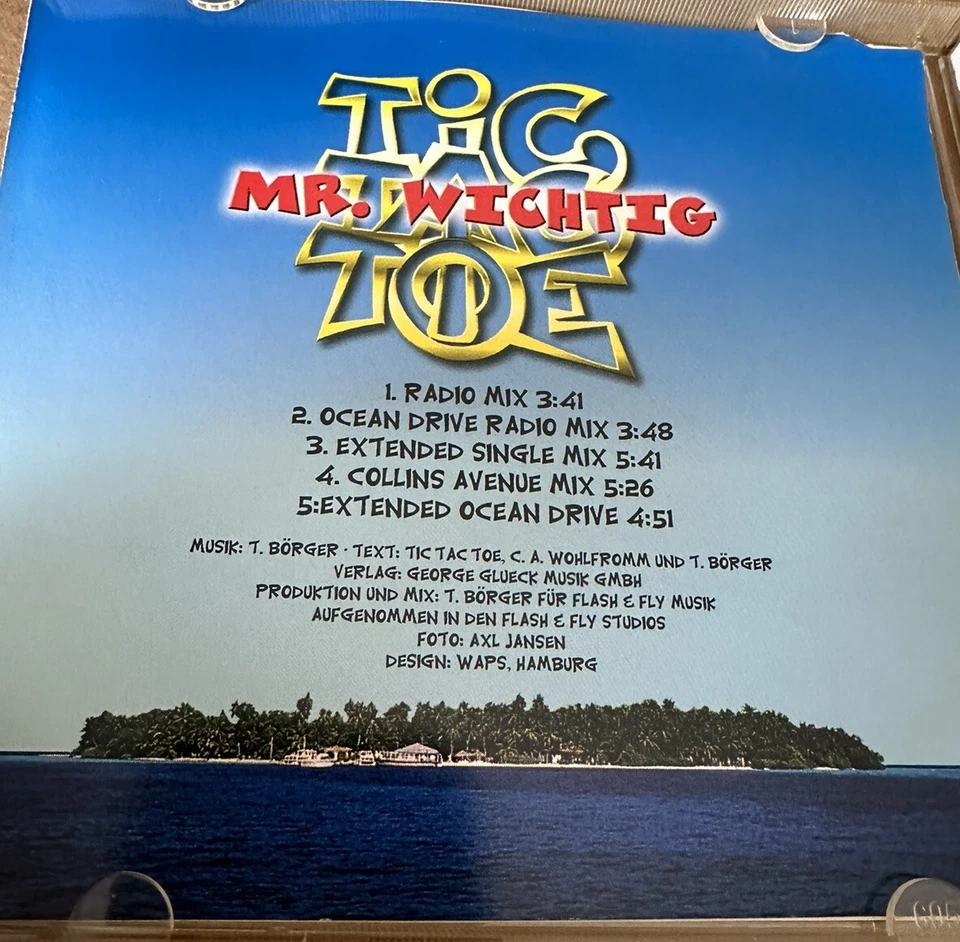 TIC
TAC
TOE
MR. WICHTIG
1. RADIO MIX 3:41
2. OCEAN DRIVE RADIO MIX 3:48
3. EXTENDED SINGLE MIX 5:41
4. COLLINS AVENUE MIX 5:26
5:EXTENDED OCEAN DRIVE 4:51
MUSIK: T. BÖRGER · TEXT: TIC TAC TOE, C. A. WOHLFROMM UND T. BÖRGER
VERLAG: GEORGE GLUECK MUSIK GMBH
PRODUKTION UND MIX: T. BÖRGER FÜR FLASH & FLY MUSIK
AUFGENOMMEN IN DEN FLASH & FLY STUDIOS
FOTO: AXL JANSEN
DESIGN: WAPS, HAMBURG